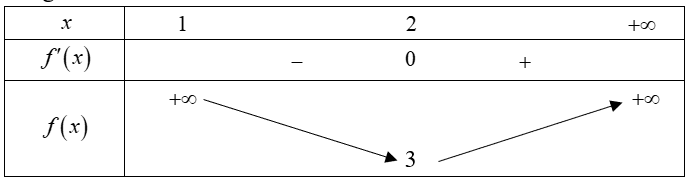 x 1 2 +∞
f′(x) − 0 +
+∞ +∞
f(x)
3